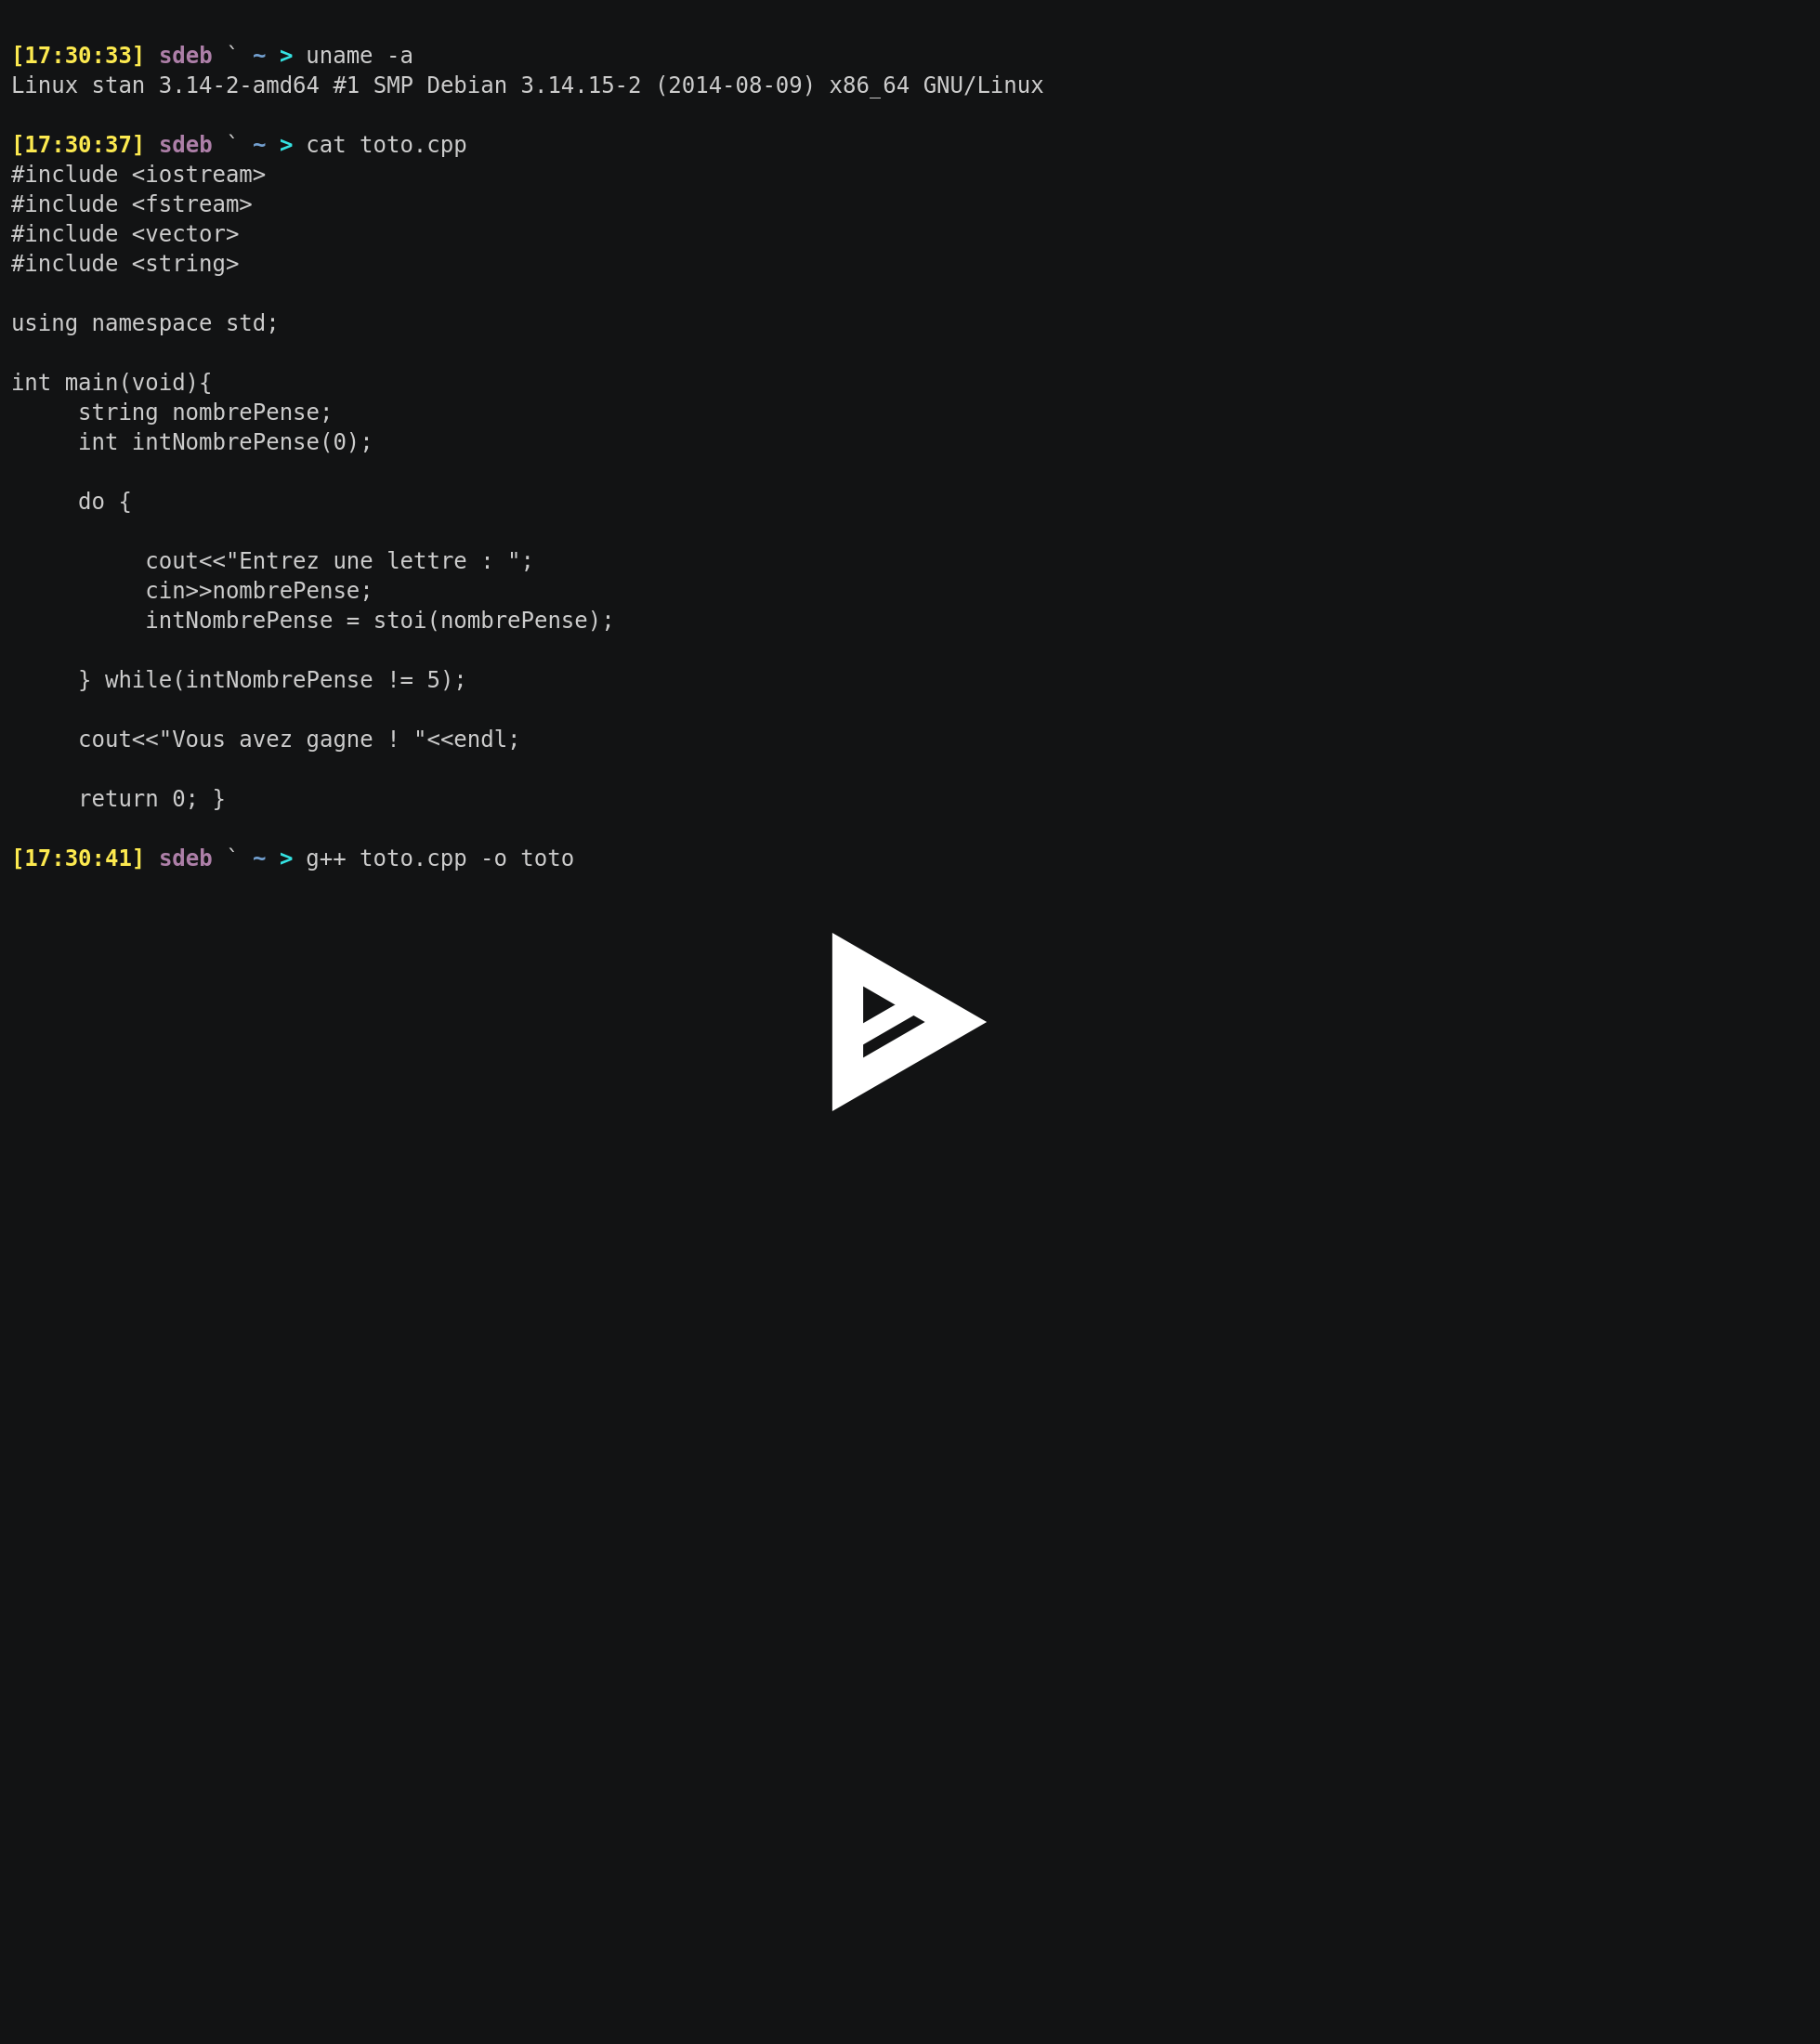 [17:30:33] sdeb ` ~ > uname -a
Linux stan 3.14-2-amd64 #1 SMP Debian 3.14.15-2 (2014-08-09) x86_64 GNU/Linux
[17:30:37] sdeb ` ~ > cat toto.cpp
#include <iostream>
#include <fstream>
#include <vector>
#include <string>
using namespace std;
int main(void){
     string nombrePense;
     int intNombrePense(0);
     do {
          cout<<"Entrez une lettre : ";
          cin>>nombrePense;
          intNombrePense = stoi(nombrePense);
     } while(intNombrePense != 5);
     cout<<"Vous avez gagne ! "<<endl;
     return 0; }
[17:30:41] sdeb ` ~ > g++ toto.cpp -o toto